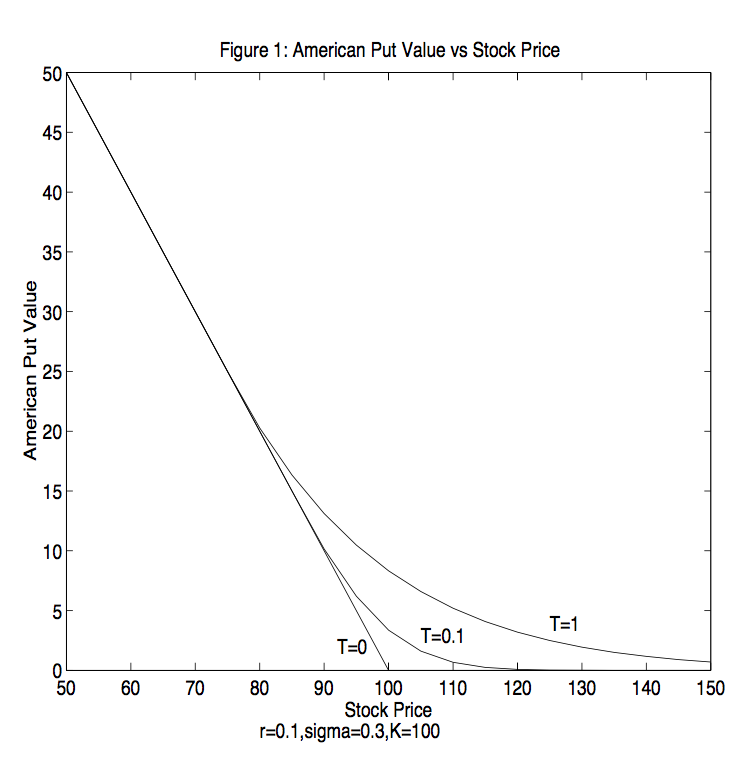 Figure 1: American Put Value vs Stock Price
50
45
40
35
30
25
20
15
10
5
0
American Put Value
T=0
T=0.1
T=1
50 60 70 80 90 100 110 120 130 140 150
Stock Price
r=0.1,sigma=0.3,K=100